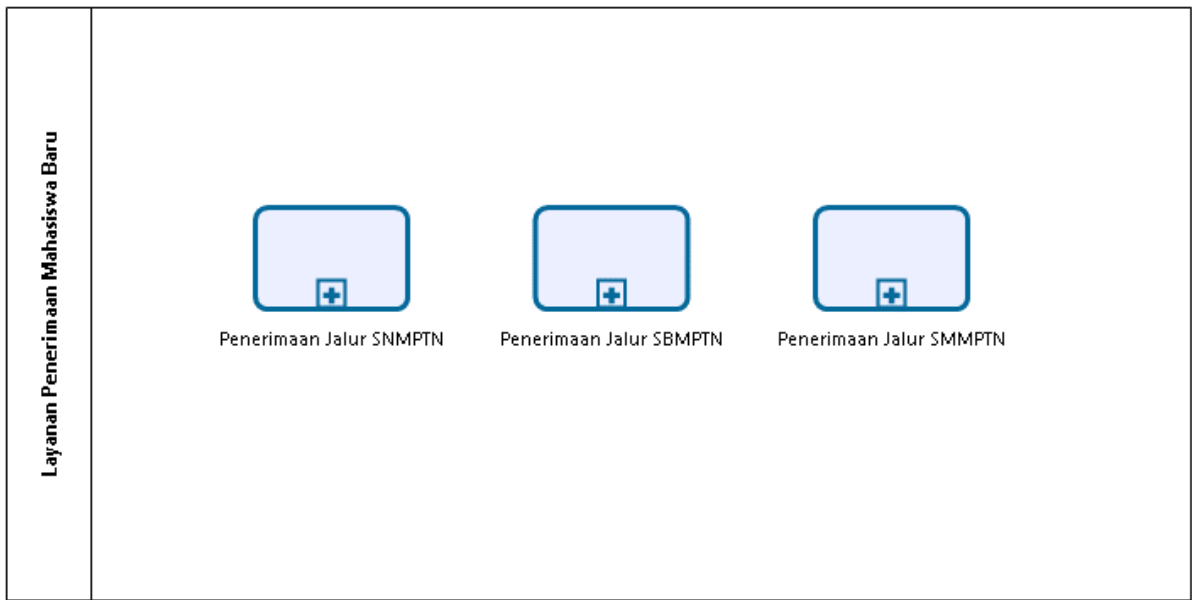 Layanan Penerimaan Mahasiswa Baru
Penerimaan Jalur SNMPTN
Penerimaan Jalur SBMPTN
Penerimaan Jalur SMMPTN